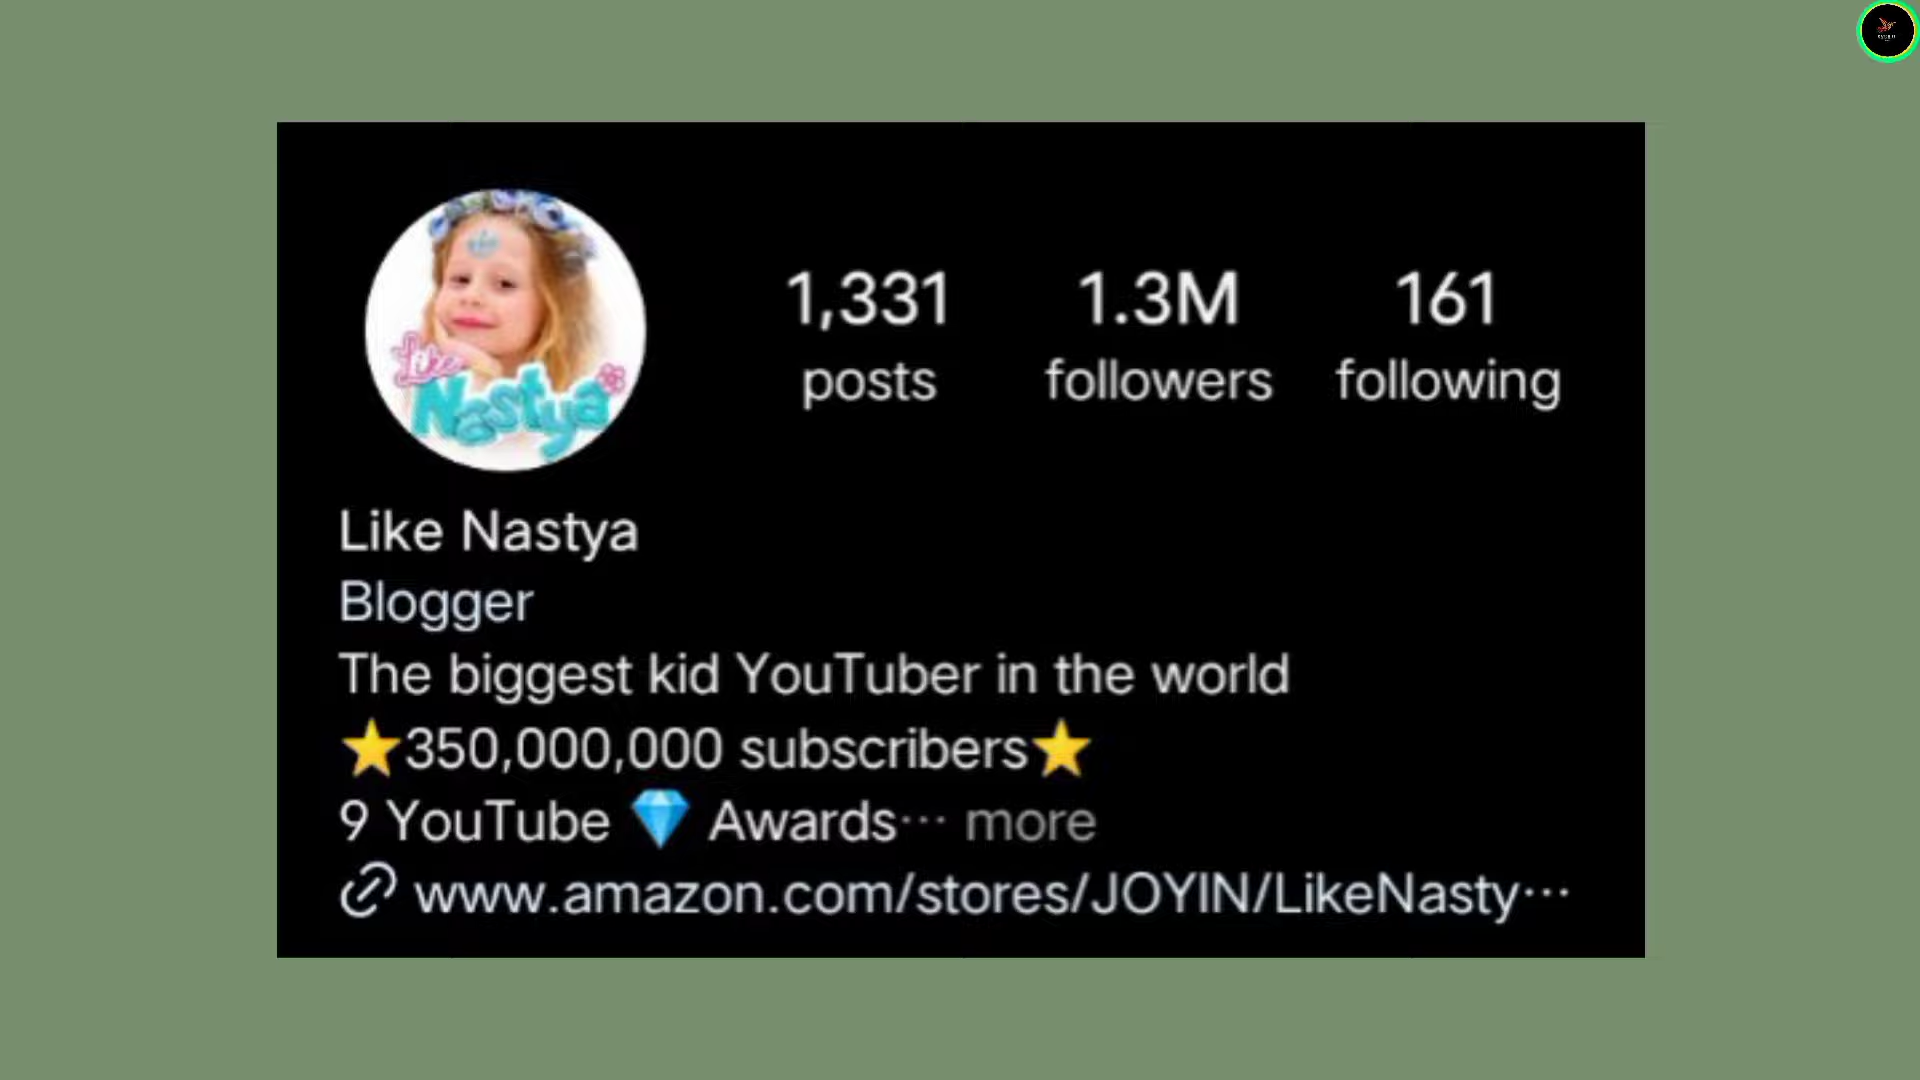 Like
Nastya
1,331 1.3M 161
posts followers following
Like Nastya
Blogger
The biggest kid YouTuber in the world
⭐350,000,000 subscribers⭐
9 YouTube 💎 Awards··· more
www.amazon.com/stores/JOYIN/LikeNasty···